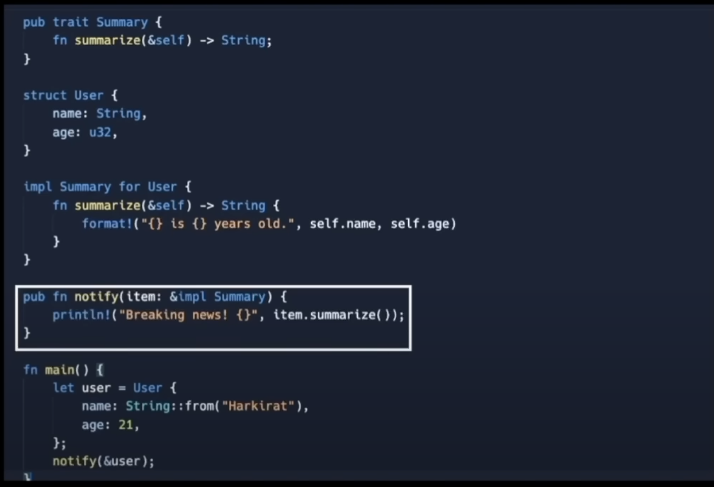 pub trait Summary {
    fn summarize(&self) -> String;
}

struct User {
    name: String,
    age: u32,
}

impl Summary for User {
    fn summarize(&self) -> String {
        format!("{} is {} years old.", self.name, self.age)
    }
}

pub fn notify(item: &impl Summary) {
    println!("Breaking news! {}", item.summarize());
}

fn main() {
    let user = User {
        name: String::from("Harkirat"),
        age: 21,
    };
    notify(&user);
}